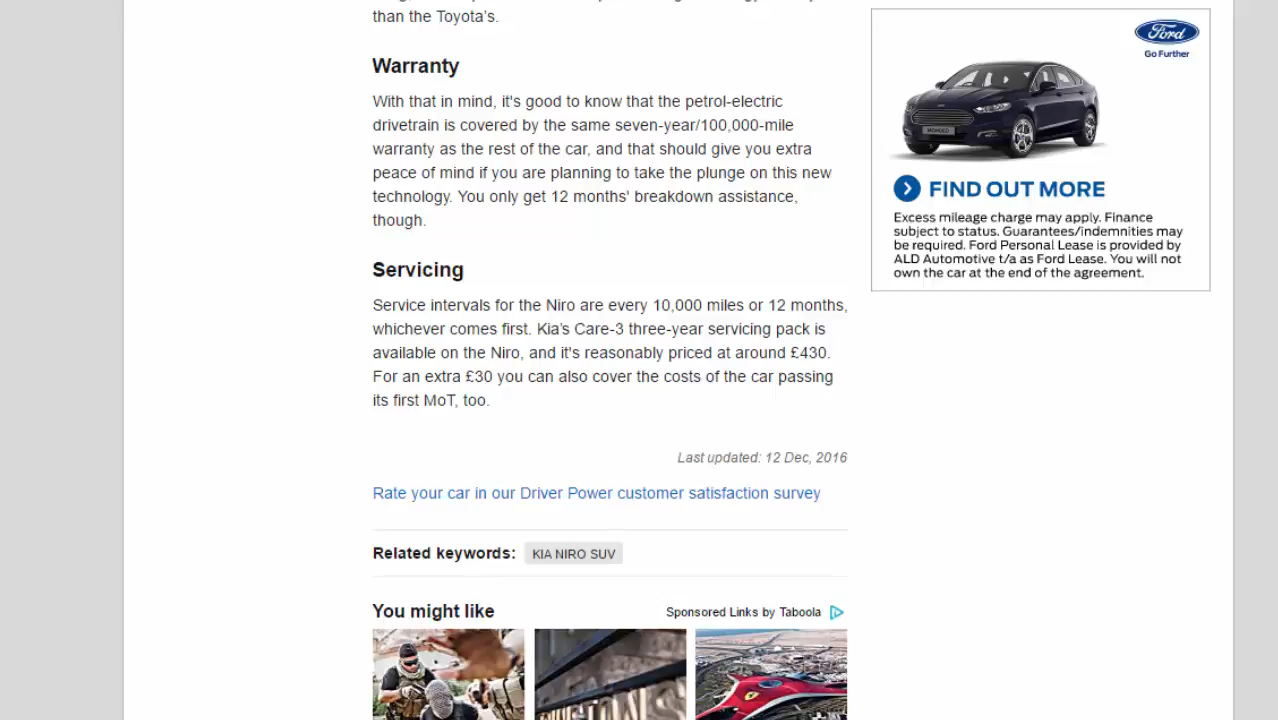 than the Toyota's.
Warranty
With that in mind, it's good to know that the petrol-electric
drivetrain is covered by the same seven-year/100,000-mile
warranty as the rest of the car, and that should give you extra
peace of mind if you are planning to take the plunge on this new
technology. You only get 12 months' breakdown assistance,
though.
Servicing
Service intervals for the Niro are every 10,000 miles or 12 months,
whichever comes first. Kia's Care-3 three-year servicing pack is
available on the Niro, and it's reasonably priced at around £430.
For an extra £30 you can also cover the costs of the car passing
its first MoT, too.
Last updated: 12 Dec, 2016
Rate your car in our Driver Power customer satisfaction survey
Related keywords: KIA NIRO SUV
You might like
Sponsored Links by Taboola
Ford
Go Further
MONDEO
FIND OUT MORE
Excess mileage charge may apply. Finance
subject to status. Guarantees/indemnities may
be required. Ford Personal Lease is provided by
ALD Automotive t/a as Ford Lease. You will not
own the car at the end of the agreement.